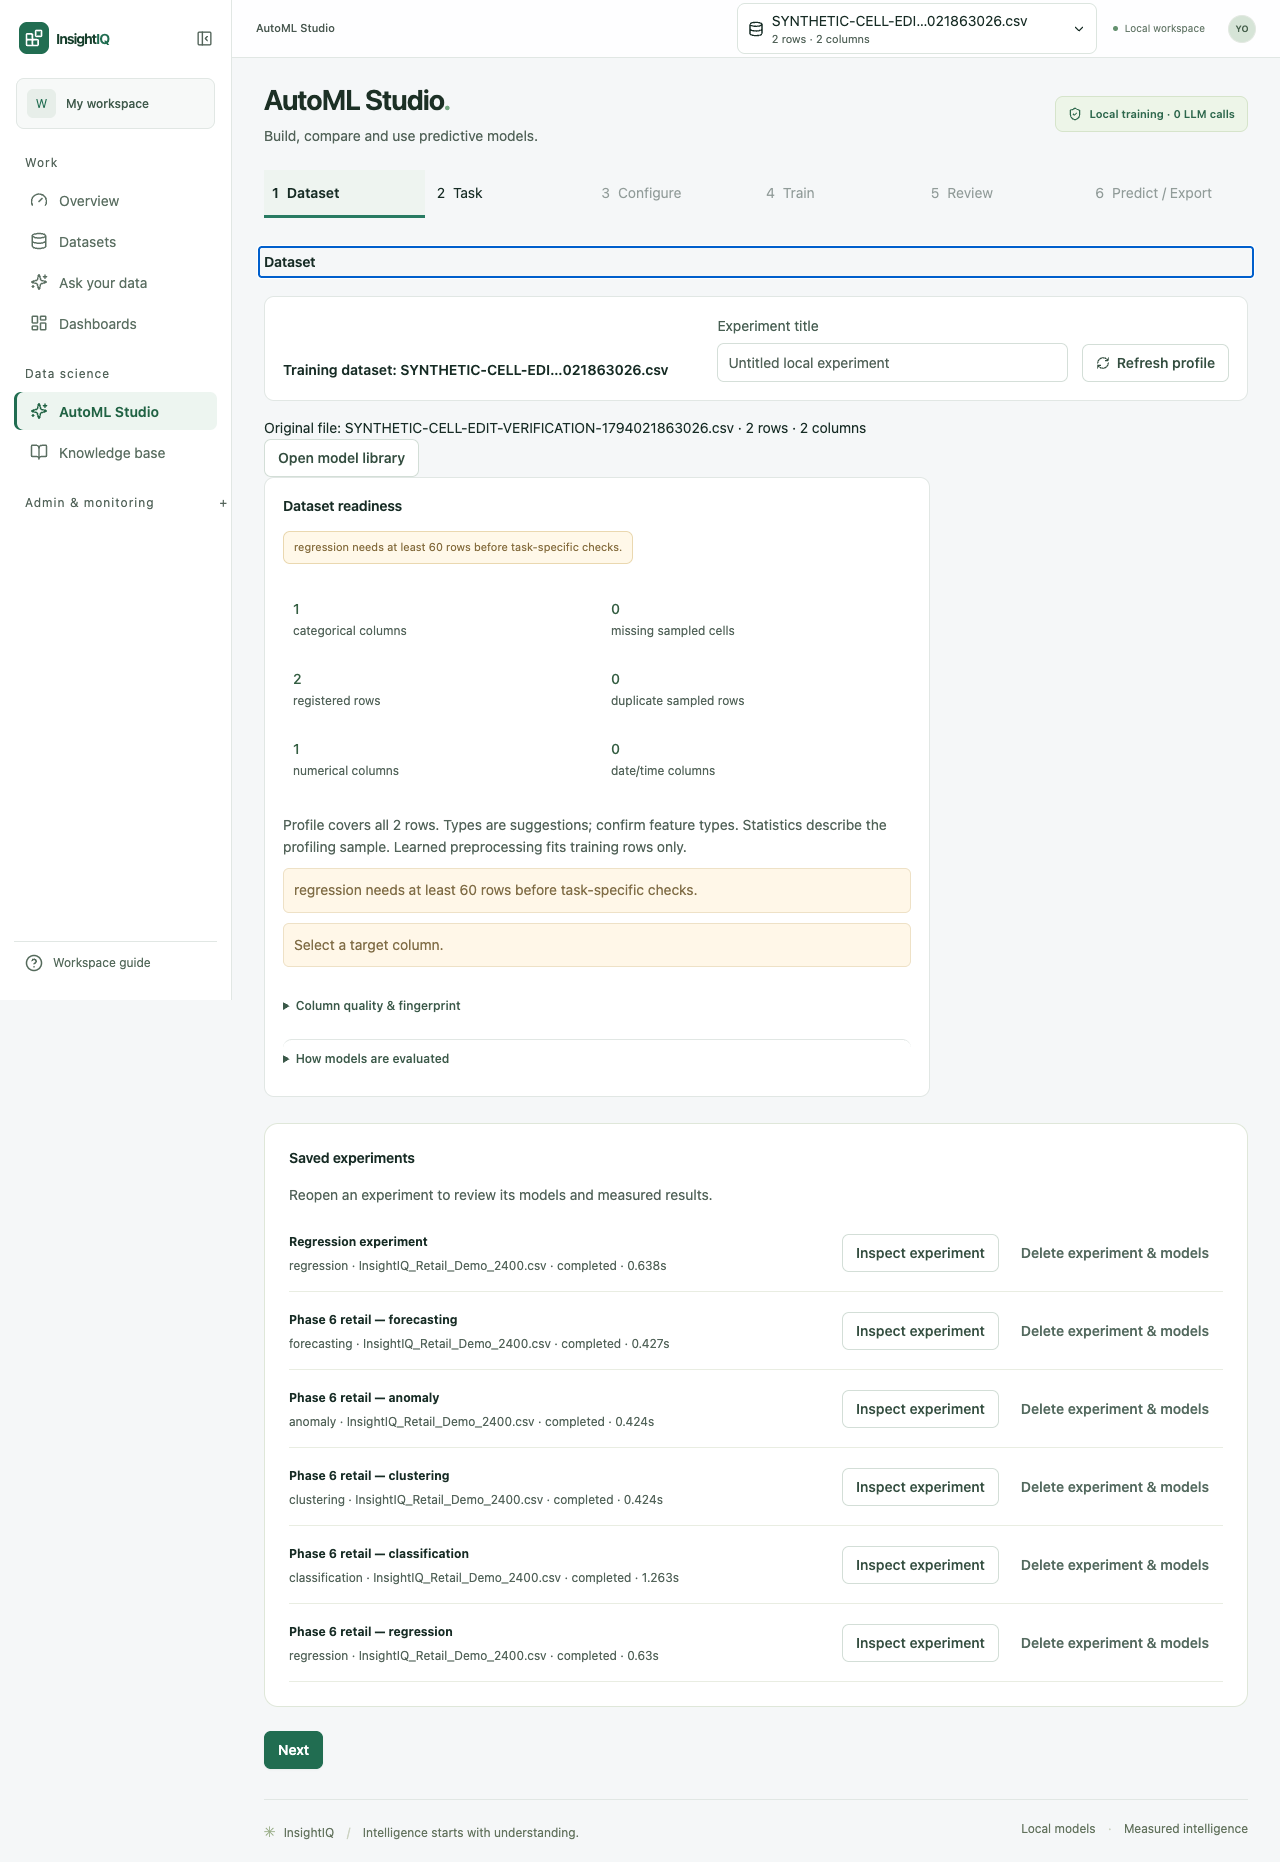 InsightIQ
AutoML Studio
SYNTHETIC-CELL-EDI...021863026.csv
2 rows · 2 columns
Local workspace
YO
W
My workspace
Work
Overview
Datasets
Ask your data
Dashboards
Data science
AutoML Studio
Knowledge base
Admin & monitoring
+
Workspace guide
AutoML Studio.
Build, compare and use predictive models.
Local training · 0 LLM calls
1 Dataset
2 Task
3 Configure
4 Train
5 Review
6 Predict / Export
Dataset
Training dataset: SYNTHETIC-CELL-EDI...021863026.csv
Experiment title
Untitled local experiment
Refresh profile
Original file: SYNTHETIC-CELL-EDIT-VERIFICATION-1794021863026.csv · 2 rows · 2 columns
Open model library
Dataset readiness
regression needs at least 60 rows before task-specific checks.
1
categorical columns
0
missing sampled cells
2
registered rows
0
duplicate sampled rows
1
numerical columns
0
date/time columns
Profile covers all 2 rows. Types are suggestions; confirm feature types. Statistics describe the
profiling sample. Learned preprocessing fits training rows only.
regression needs at least 60 rows before task-specific checks.
Select a target column.
Column quality & fingerprint
How models are evaluated
Saved experiments
Reopen an experiment to review its models and measured results.
Regression experiment
regression · InsightIQ_Retail_Demo_2400.csv · completed · 0.638s
Inspect experiment
Delete experiment & models
Phase 6 retail — forecasting
forecasting · InsightIQ_Retail_Demo_2400.csv · completed · 0.427s
Inspect experiment
Delete experiment & models
Phase 6 retail — anomaly
anomaly · InsightIQ_Retail_Demo_2400.csv · completed · 0.424s
Inspect experiment
Delete experiment & models
Phase 6 retail — clustering
clustering · InsightIQ_Retail_Demo_2400.csv · completed · 0.424s
Inspect experiment
Delete experiment & models
Phase 6 retail — classification
classification · InsightIQ_Retail_Demo_2400.csv · completed · 1.263s
Inspect experiment
Delete experiment & models
Phase 6 retail — regression
regression · InsightIQ_Retail_Demo_2400.csv · completed · 0.63s
Inspect experiment
Delete experiment & models
Next
InsightIQ / Intelligence starts with understanding.
Local models · Measured intelligence